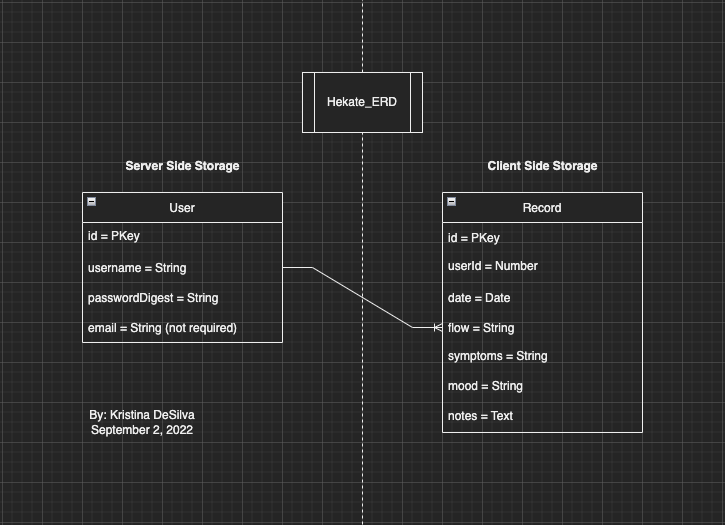 Hekate_ERD
Server Side Storage
User
id = PKey
username = String
passwordDigest = String
email = String (not required)
Client Side Storage
Record
id = PKey
userId = Number
date = Date
flow = String
symptoms = String
mood = String
notes = Text
By: Kristina DeSilva
September 2, 2022